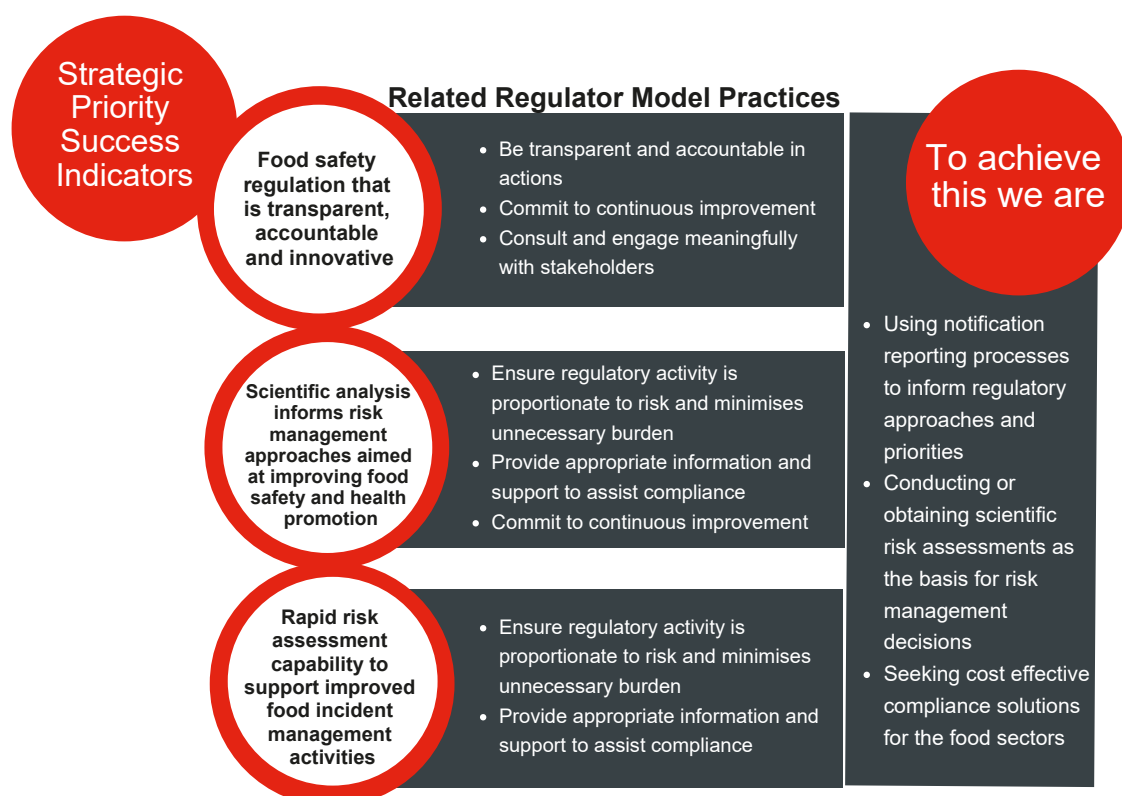 Strategic
Priority
Success
Indicators
Related Regulator Model Practices
To achieve
this we are
Food safety
regulation that
is transparent,
accountable
and innovative
• Be transparent and accountable in
actions
• Commit to continuous improvement
• Consult and engage meaningfully
with stakeholders
Scientific analysis
informs risk
management
approaches aimed
at improving food
safety and health
promotion
• Ensure regulatory activity is
proportionate to risk and minimises
unnecessary burden
• Provide appropriate information and
support to assist compliance
• Commit to continuous improvement
Rapid risk
assessment
capability to
support improved
food incident
management
activities
• Ensure regulatory activity is
proportionate to risk and minimises
unnecessary burden
• Provide appropriate information and
support to assist compliance
• Using notification
reporting processes
to inform regulatory
approaches and
priorities
• Conducting or
obtaining scientific
risk assessments as
the basis for risk
management
decisions
• Seeking cost effective
compliance solutions
for the food sectors